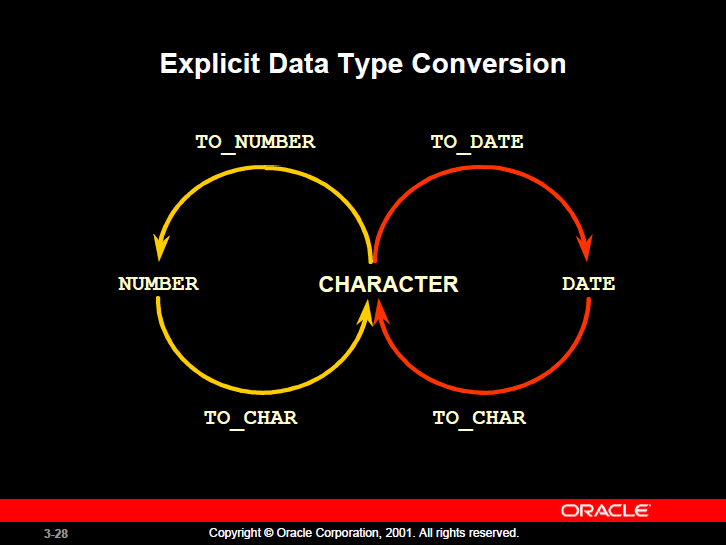 Explicit Data Type Conversion
TO_NUMBER TO_DATE
NUMBER CHARACTER DATE
TO_CHAR TO_CHAR
ORACLE
3-28 Copyright © Oracle Corporation, 2001. All rights reserved.